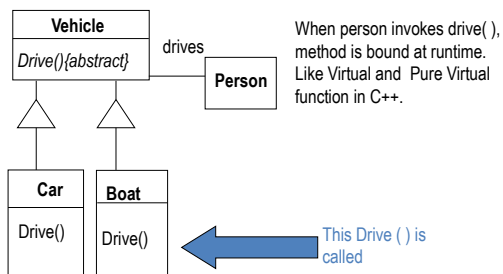 Vehicle
Drive(){abstract}
drives
Person
When person invokes drive( ),
method is bound at runtime.
Like Virtual and Pure Virtual
function in C++.
Car
Drive()
Boat
Drive()
This Drive ( ) is
called